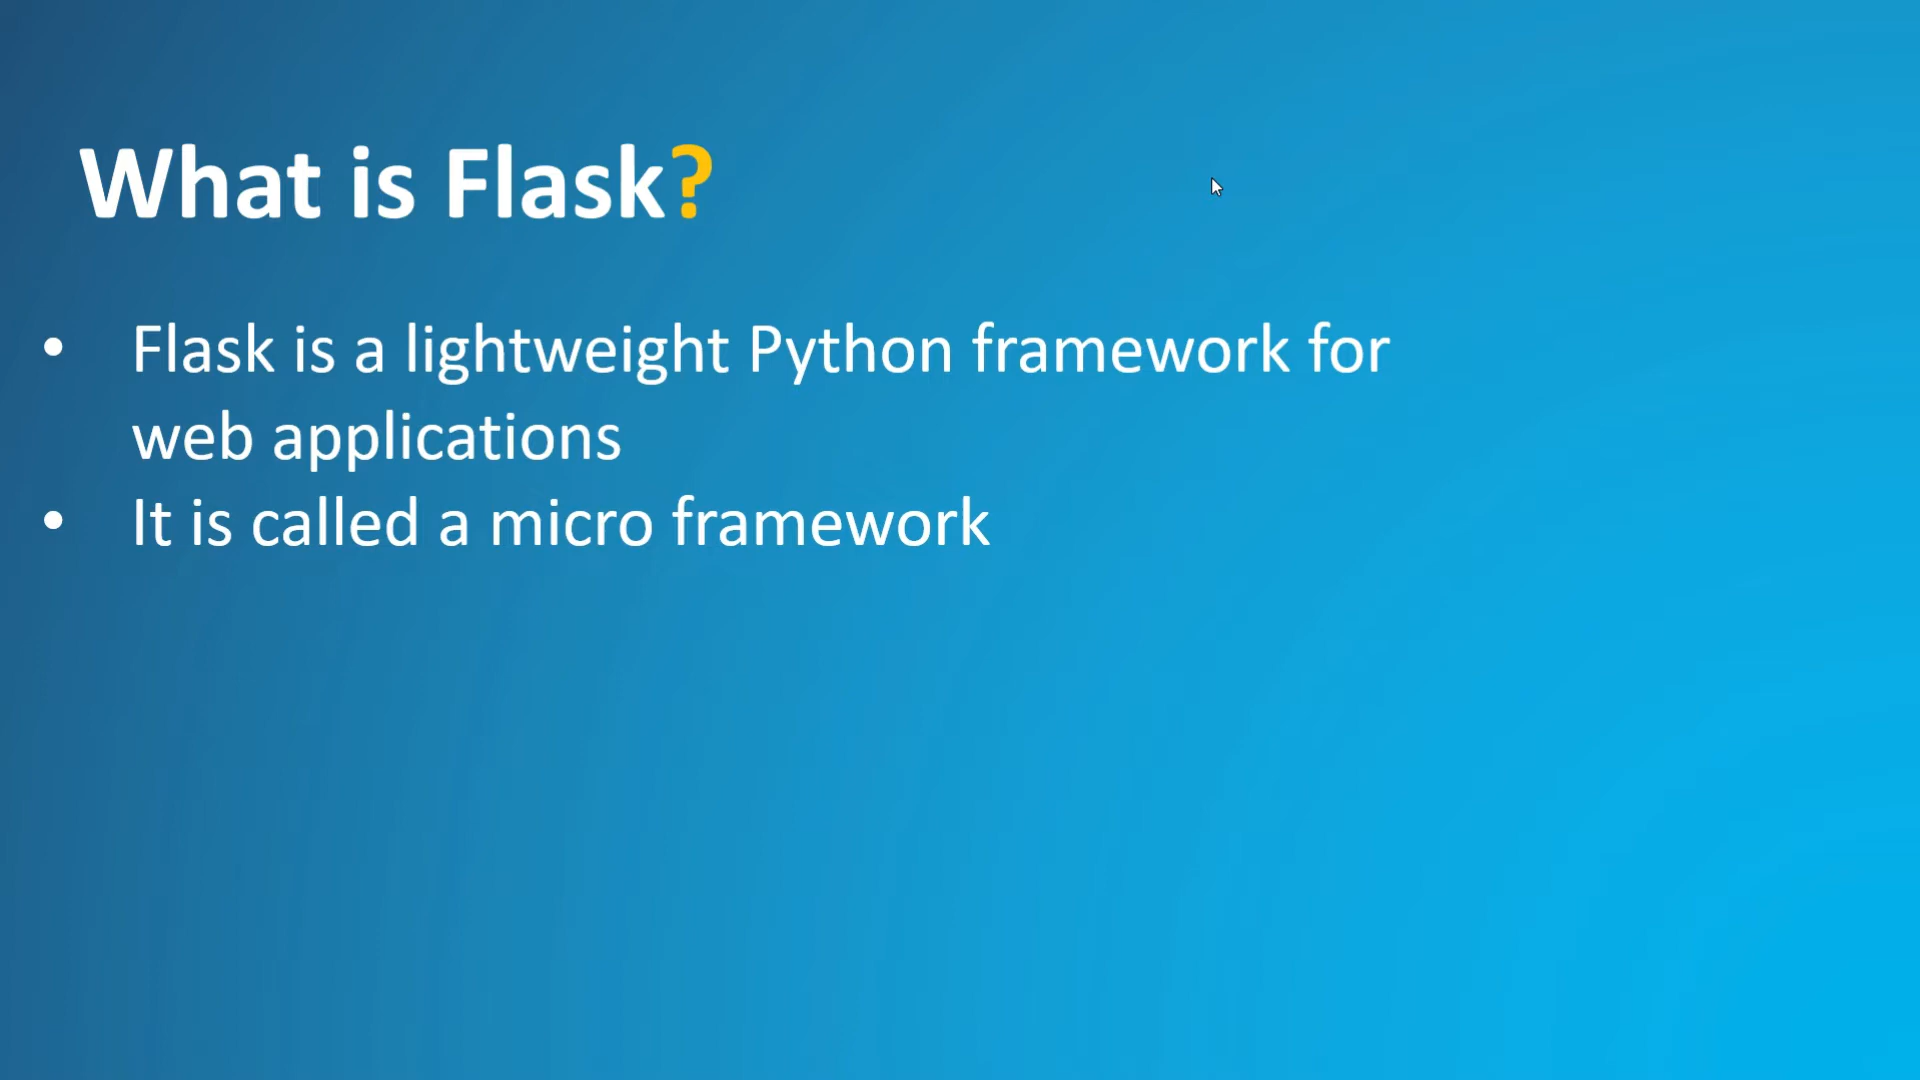 What is Flask?
• Flask is a lightweight Python framework for
web applications
• It is called a micro framework